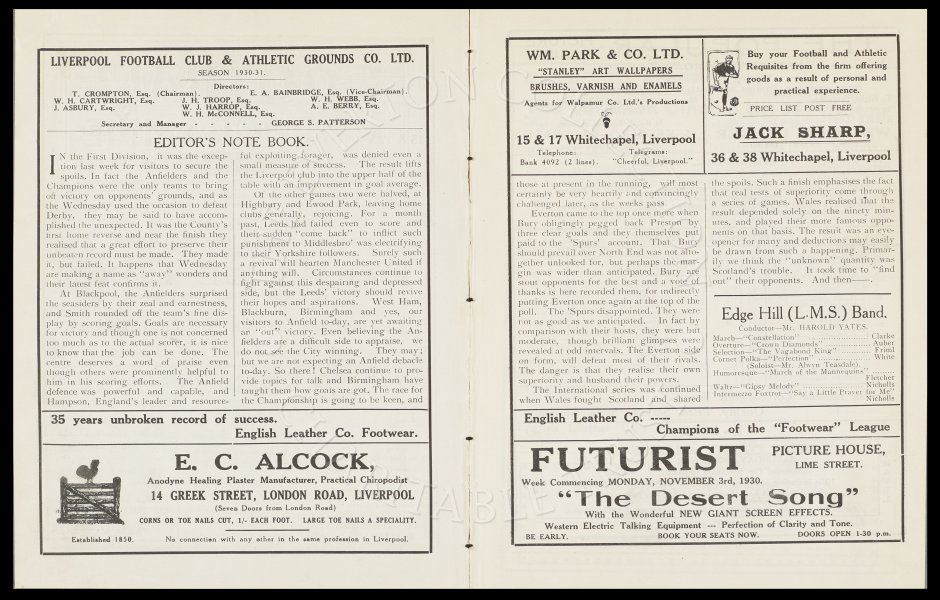 LIVERPOOL FOOTBALL CLUB & ATHLETIC GROUNDS CO. LTD.
SEASON 1930-31.
Directors:
T. CROMPTON, Esq. (Chairman). E. A. BAINBRIDGE, Esq. (Vice-Chairman).
W. H. CARTWRIGHT, Esq. J. H. TROOP, Esq. W. H. WEBB, Esq.
J. ASBURY, Esq. W. J. HARROP, Esq. A. E. BERRY, Esq.
W. H. McCONNELL, Esq.
Secretary and Manager - - - - - GEORGE S. PATTERSON
EDITOR'S NOTE BOOK.
IN the First Division, it was the excep-
tion last week for visitors to secure the
spoils. In fact the Anfielders and the
Champions were the only teams to bring
off victory on opponents' grounds, and as
the Wednesday used the occasion to defeat
Derby, they may be said to have accom-
plished the unexpected. It was the County's
first home reverse and near the finish they
realised that a great effort to preserve their
unbeaten record must be made. They made
it, but failed. It happens that Wednesday
are making a name as "away" wonders and
their latest feat confirms it.
At Blackpool, the Anfielders surprised
the seasiders by their zeal and earnestness,
and Smith rounded off the team's fine dis-
play by scoring goals. Goals are necessary
for victory and though one is not concerned
too much as to the actual scorer, it is nice
to know that the job can be done. The
centre deserves a word of praise even
though others were prominently helpful to
him in his scoring efforts. The Anfield
defence was powerful and capable, and
Hampson, England's leader and resource-
ful exploiting forager, was denied even a
small measure of success. The result lifts
the Liverpool club into the upper half of the
table with an improvement in goal average.
Of the other games two were halved, at
Highbury and Ewood Park, leaving home
clubs generally, rejoicing. For a month
past, Leeds had failed even to score and
their sudden "come back" to inflict such
punishment to Middlesbro' was electrifying
to their Yorkshire followers. Surely such
a revival will hearten Manchester United if
anything will. Circumstances continue to
fight against this despairing and depressed
side, but the Leeds' victory should revive
their hopes and aspirations. West Ham,
Blackburn, Birmingham and yes, our
visitors to Anfield to-day, are yet awaiting
an "out" victory. Even believing the An-
fielders are a difficult side to appraise, we
do not see the City winning. They may;
but we are not expecting an Anfield debacle
to-day. So there! Chelsea continue to pro-
vide topics for talk and Birmingham have
taught them how goals are got. The race for
the Championship is going to be keen, and
35 years unbroken record of success.
English Leather Co. Footwear.
E. C. ALCOCK,
Anodyne Healing Plaster Manufacturer, Practical Chiropodist
14 GREEK STREET, LONDON ROAD, LIVERPOOL
(Seven Doors from London Road)
CORNS OR TOE NAILS CUT, 1/- EACH FOOT. LARGE TOE NAILS A SPECIALITY.
Established 1850. No connection with any other in the same profession in Liverpool.
WM. PARK & CO. LTD.
"STANLEY" ART WALLPAPERS
BRUSHES, VARNISH AND ENAMELS
Agents for Walpamur Co. Ltd.'s Productions
15 & 17 Whitechapel, Liverpool
Telephone: Telegrams:
Bank 4092 (2 lines). "Cheerful, Liverpool."
Buy your Football and Athletic
Requisites from the firm offering
goods as a result of personal and
practical experience.
PRICE LIST POST FREE
JACK SHARP,
36 & 38 Whitechapel, Liverpool
those at present in the running, will most
certainly be very heartily and convincingly
challenged later, as the weeks pass
Everton came to the top once more when
Bury obligingly pegged back Preston by
three clear goals and they themselves put
paid to the 'Spurs' account. That Bury
should prevail over North End was not alto-
gether unlooked for, but perhaps the mar-
gin was wider than anticipated. Bury are
stout opponents for the best and a vote of
thanks is here recorded them, for indirectly
putting Everton once again at the top of the
poll. The 'Spurs disappointed. They were
not as good as we anticipated. In fact by
comparison with their hosts, they were but
moderate, though brilliant glimpses were
revealed at odd intervals. The Everton side
on form, will defeat most of their rivals.
The danger is that they realise their own
superiority and husband their powers.
The International series was continued
when Wales fought Scotland and shared
the spoils. Such a finish emphasises the fact
that real tests of superiority come through
a series of games. Wales realised that the
result depended solely on the ninety min-
utes, and played their more famous oppo-
nents on that basis. The result was an eye-
opener for many and deductions may easily
be drawn from such a happening. Primar-
ily we think the "unknown" quantity was
Scotland's trouble. It took time to "find
out" their opponents. And then——.
Edge Hill (L.M.S.) Band.
Conductor—Mr. HAROLD YATES.
March—"Constellation" Clarke
Overture—"Crown Diamonds" Auber
Selection—"The Vagabond King" Friml
Cornet Polka—"Perfection" White
(Soloist—Mr. Alwyn Teasdale).
Humoresque—"March of the Mannequins"
Fletcher
Waltz—"Gipsy Melody" Nicholls
Intermezzo Foxtrot—"Say a Little Prayer for Me"
Nicholls
English Leather Co. -----
Champions of the "Footwear" League
FUTURIST PICTURE HOUSE,
LIME STREET.
Week Commencing MONDAY, NOVEMBER 3rd, 1930.
"The Desert Song"
With the Wonderful NEW GIANT SCREEN EFFECTS.
Western Electric Talking Equipment --- Perfection of Clarity and Tone.
BE EARLY. BOOK YOUR SEATS NOW. DOORS OPEN 1-30 p.m.